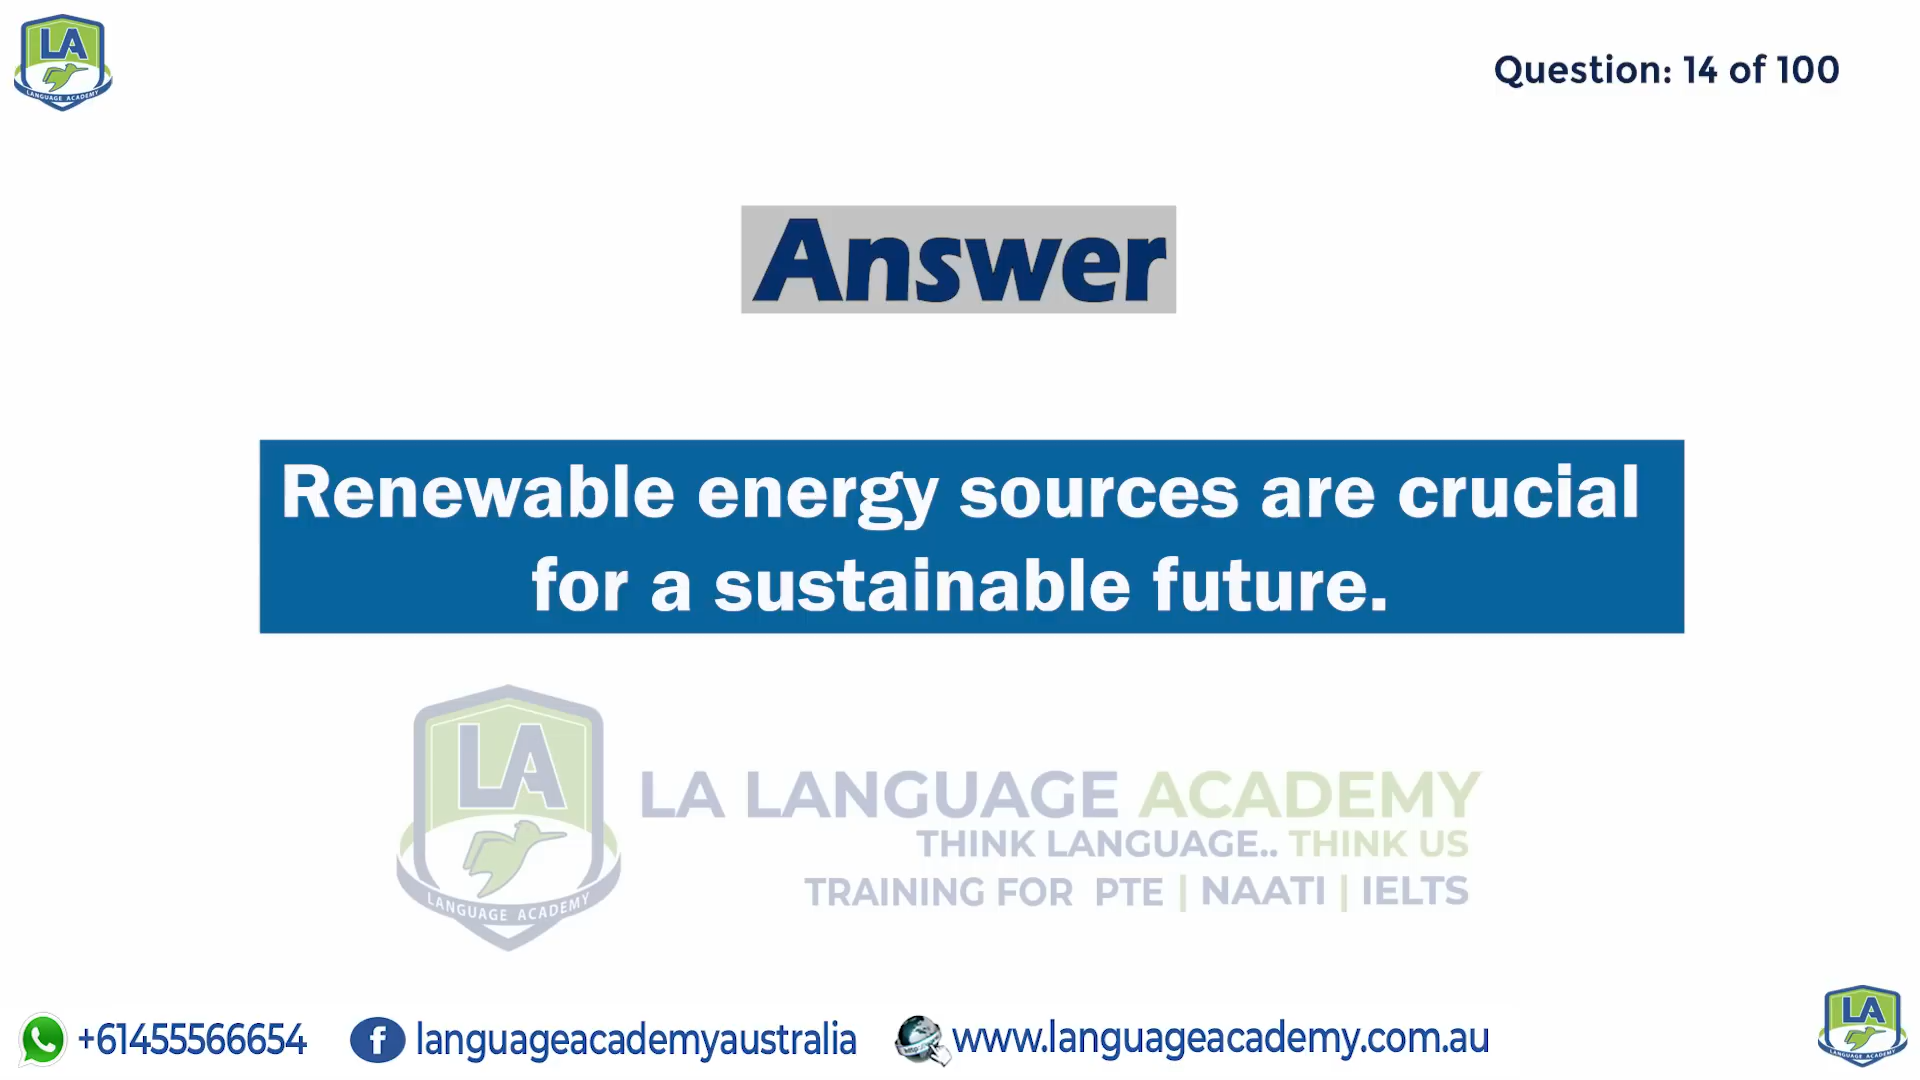 LA
LANGUAGE ACADEMY
Question: 14 of 100
Answer
Renewable energy sources are crucial
for a sustainable future.
LA
LANGUAGE ACADEMY
LA LANGUAGE ACADEMY
THINK LANGUAGE.. THINK US
TRAINING FOR PTE | NAATI | IELTS
+61455566654
languageacademyaustralia
www.languageacademy.com.au
LA
LANGUAGE ACADEMY